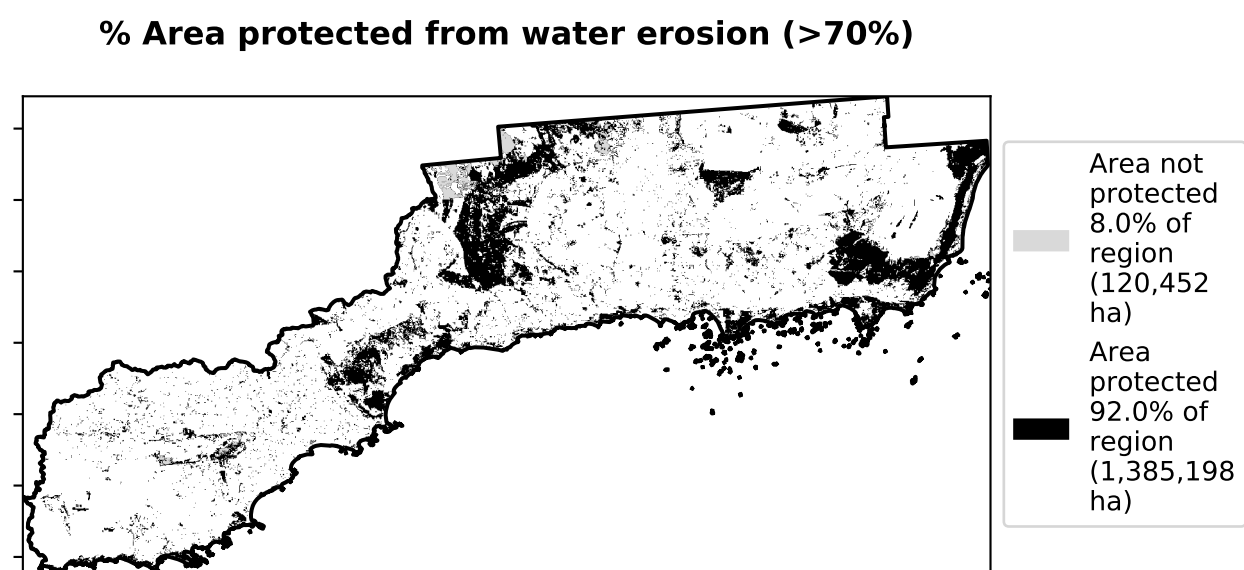 % Area protected from water erosion (>70%)
Area not
protected
8.0% of
region
(120,452
ha)
Area
protected
92.0% of
region
(1,385,198
ha)